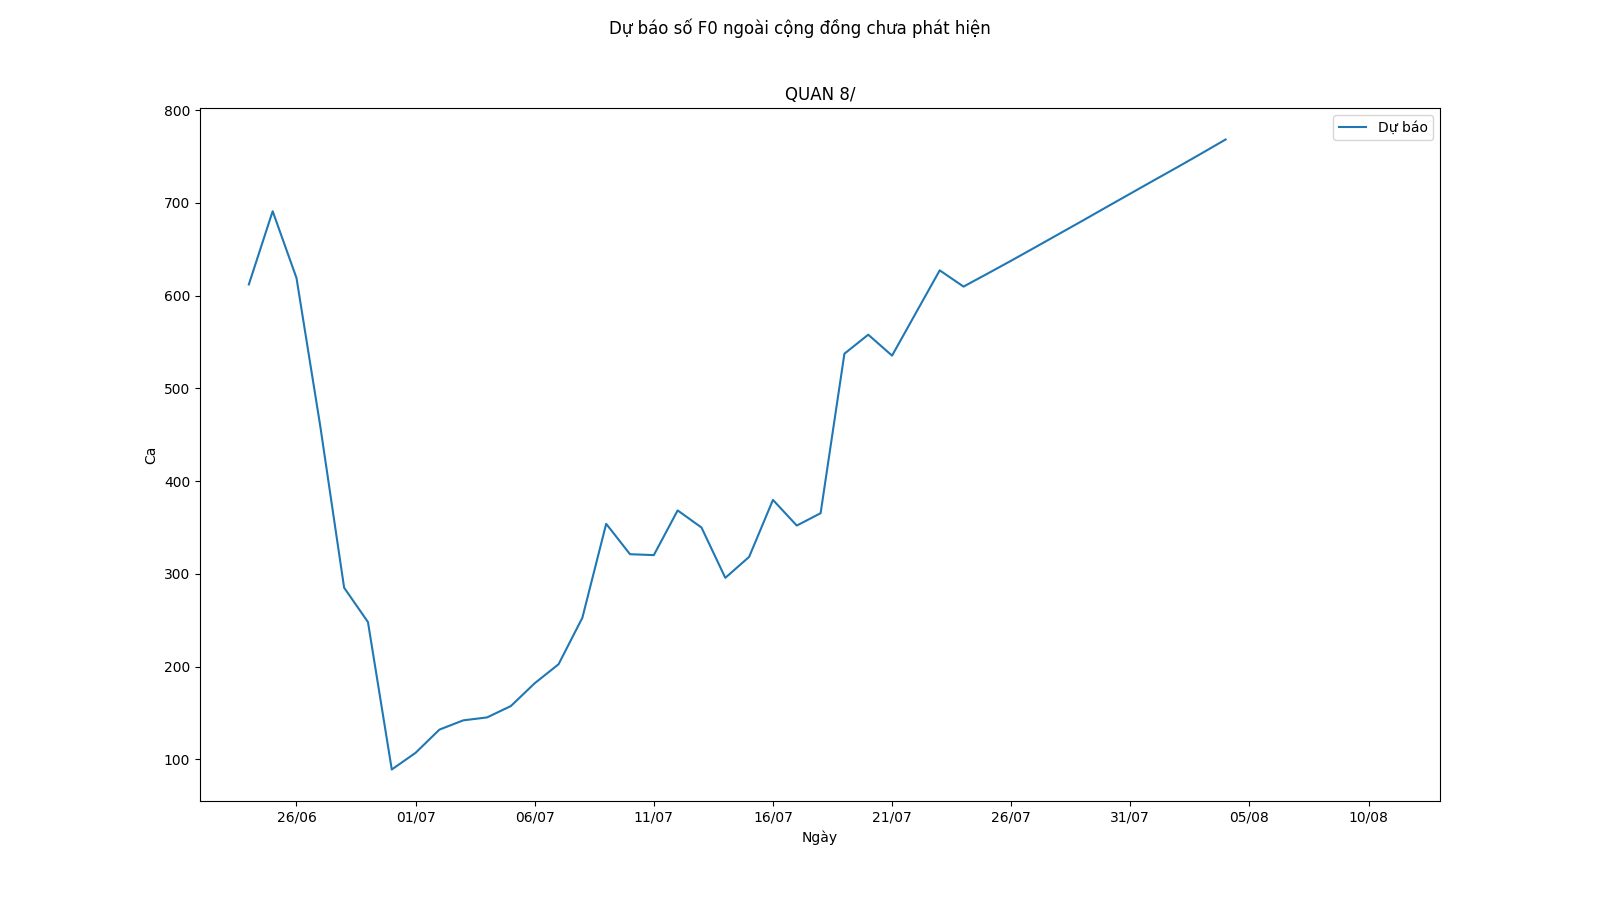 Dự báo số F0 ngoài cộng đồng chưa phát hiện
QUAN 8/
Dự báo
Ca
800
700
600
500
400
300
200
100
26/06 01/07 06/07 11/07 16/07 21/07 26/07 31/07 05/08 10/08
Ngày